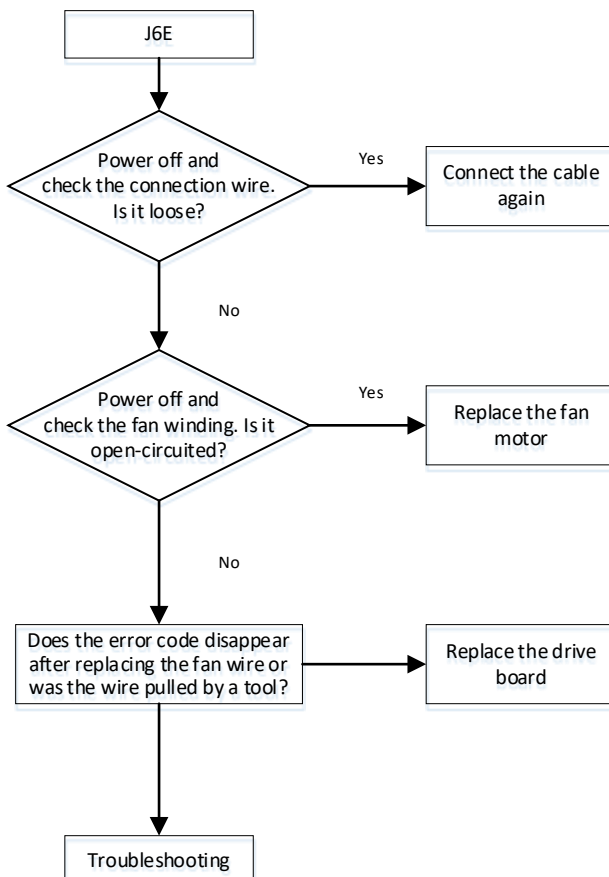 J6E
Power off and
check the connection wire.
Is it loose?
Yes
Connect the cable
again
No
Power off and
check the fan winding. Is it
open-circuited?
Yes
Replace the fan
motor
No
Does the error code disappear
after replacing the fan wire or
was the wire pulled by a tool?
Replace the drive
board
Troubleshooting